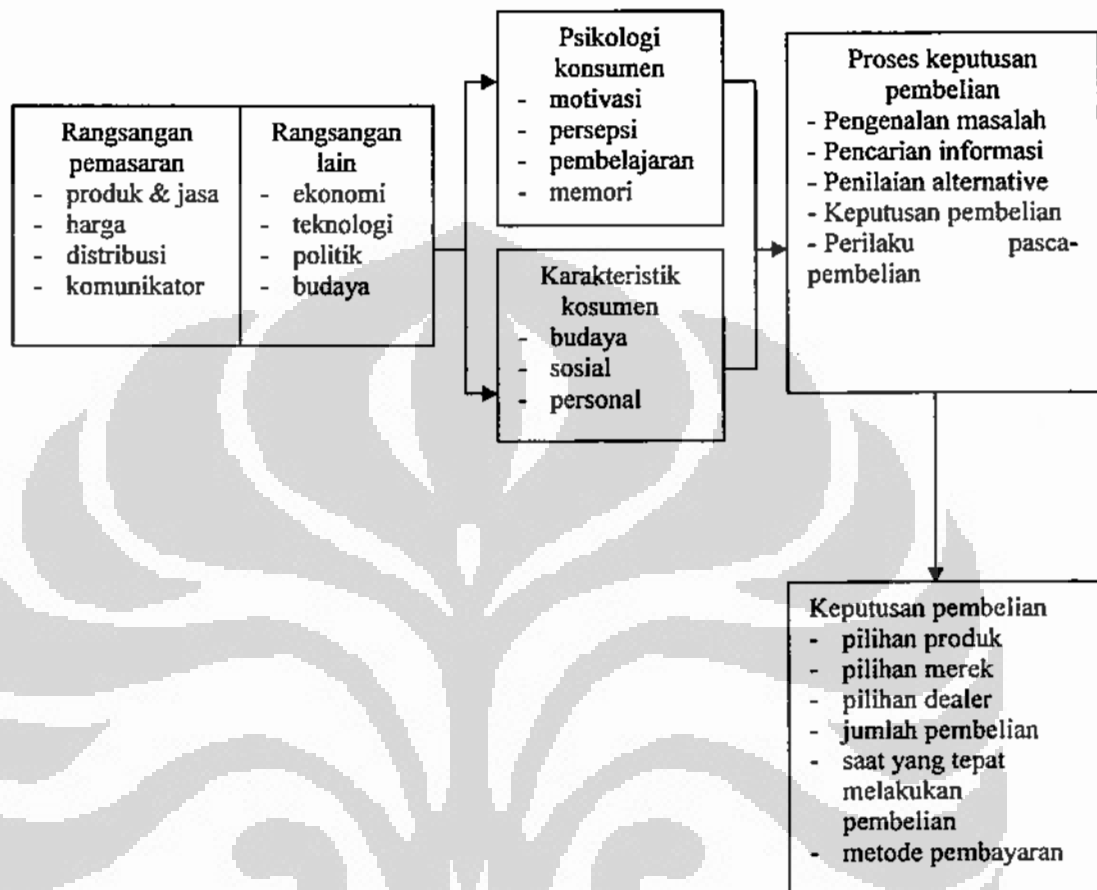 Rangsangan
pemasaran
- produk & jasa
- harga
- distribusi
- komunikator
Rangsangan
lain
- ekonomi
- teknologi
- politik
- budaya
Psikologi
konsumen
- motivasi
- persepsi
- pembelajaran
- memori
Karakteristik
kosumen
- budaya
- sosial
- personal
Proses keputusan
pembelian
- Pengenalan masalah
- Pencarian informasi
- Penilaian alternative
- Keputusan pembelian
- Perilaku pasca-
pembelian
Keputusan pembelian
- pilihan produk
- pilihan merek
- pilihan dealer
- jumlah pembelian
- saat yang tepat
melakukan
pembelian
- metode pembayaran